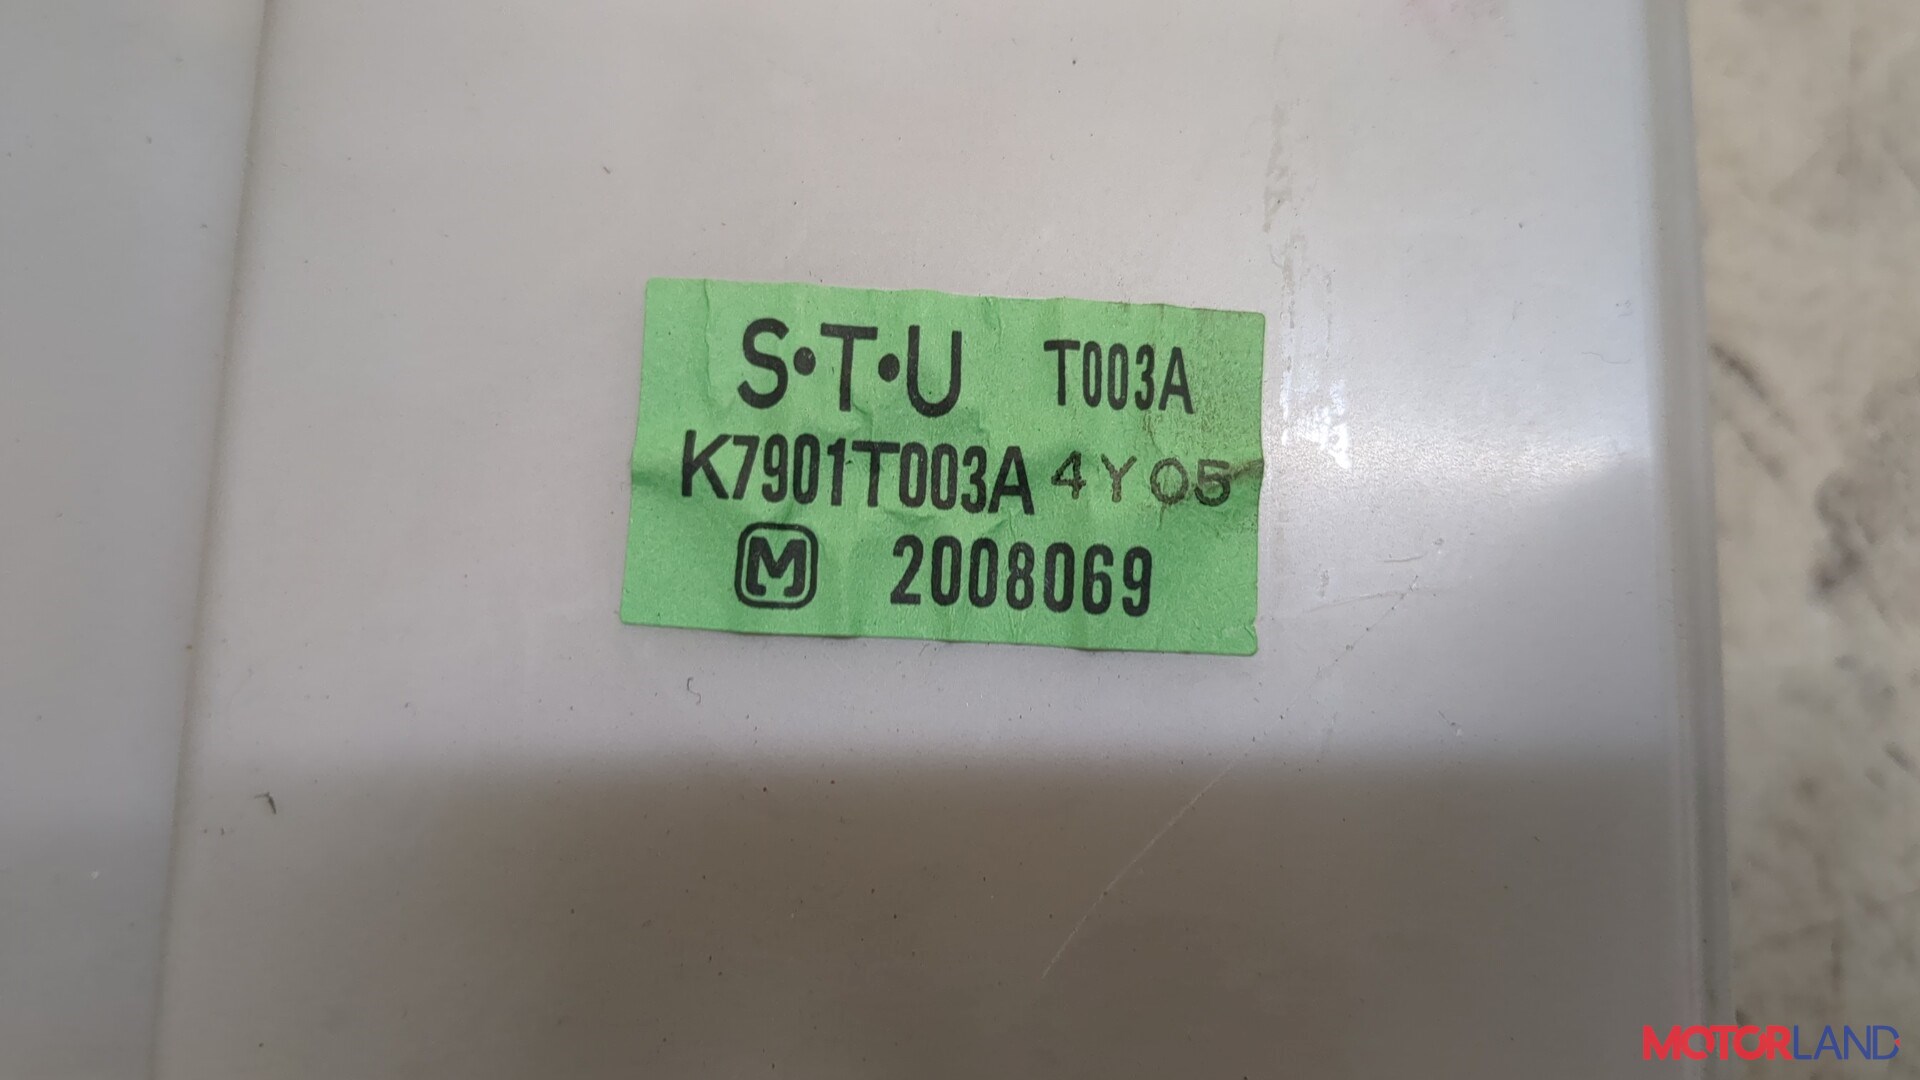 S•T•U T003A
K7901T003A 4Y05
M 2008069
MOTORLAND